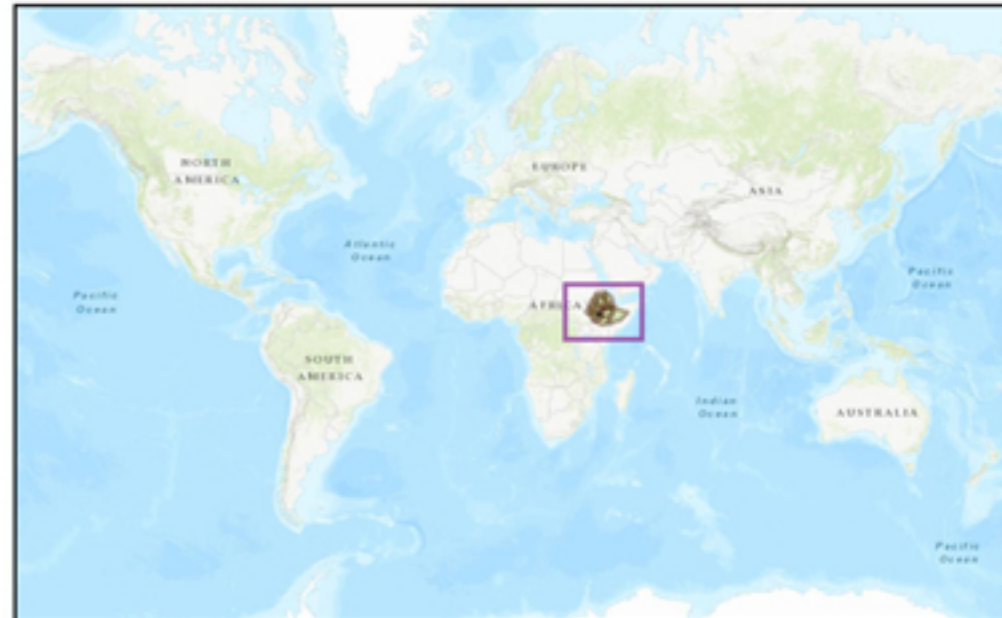 NORTH
AMERICA
EUROPE
ASIA
Atlantic
Ocean
Pacific
Ocean
Pacific
Ocean
AFRICA
SOUTH
AMERICA
Indian
Ocean
AUSTRALIA
Pacific
Ocean